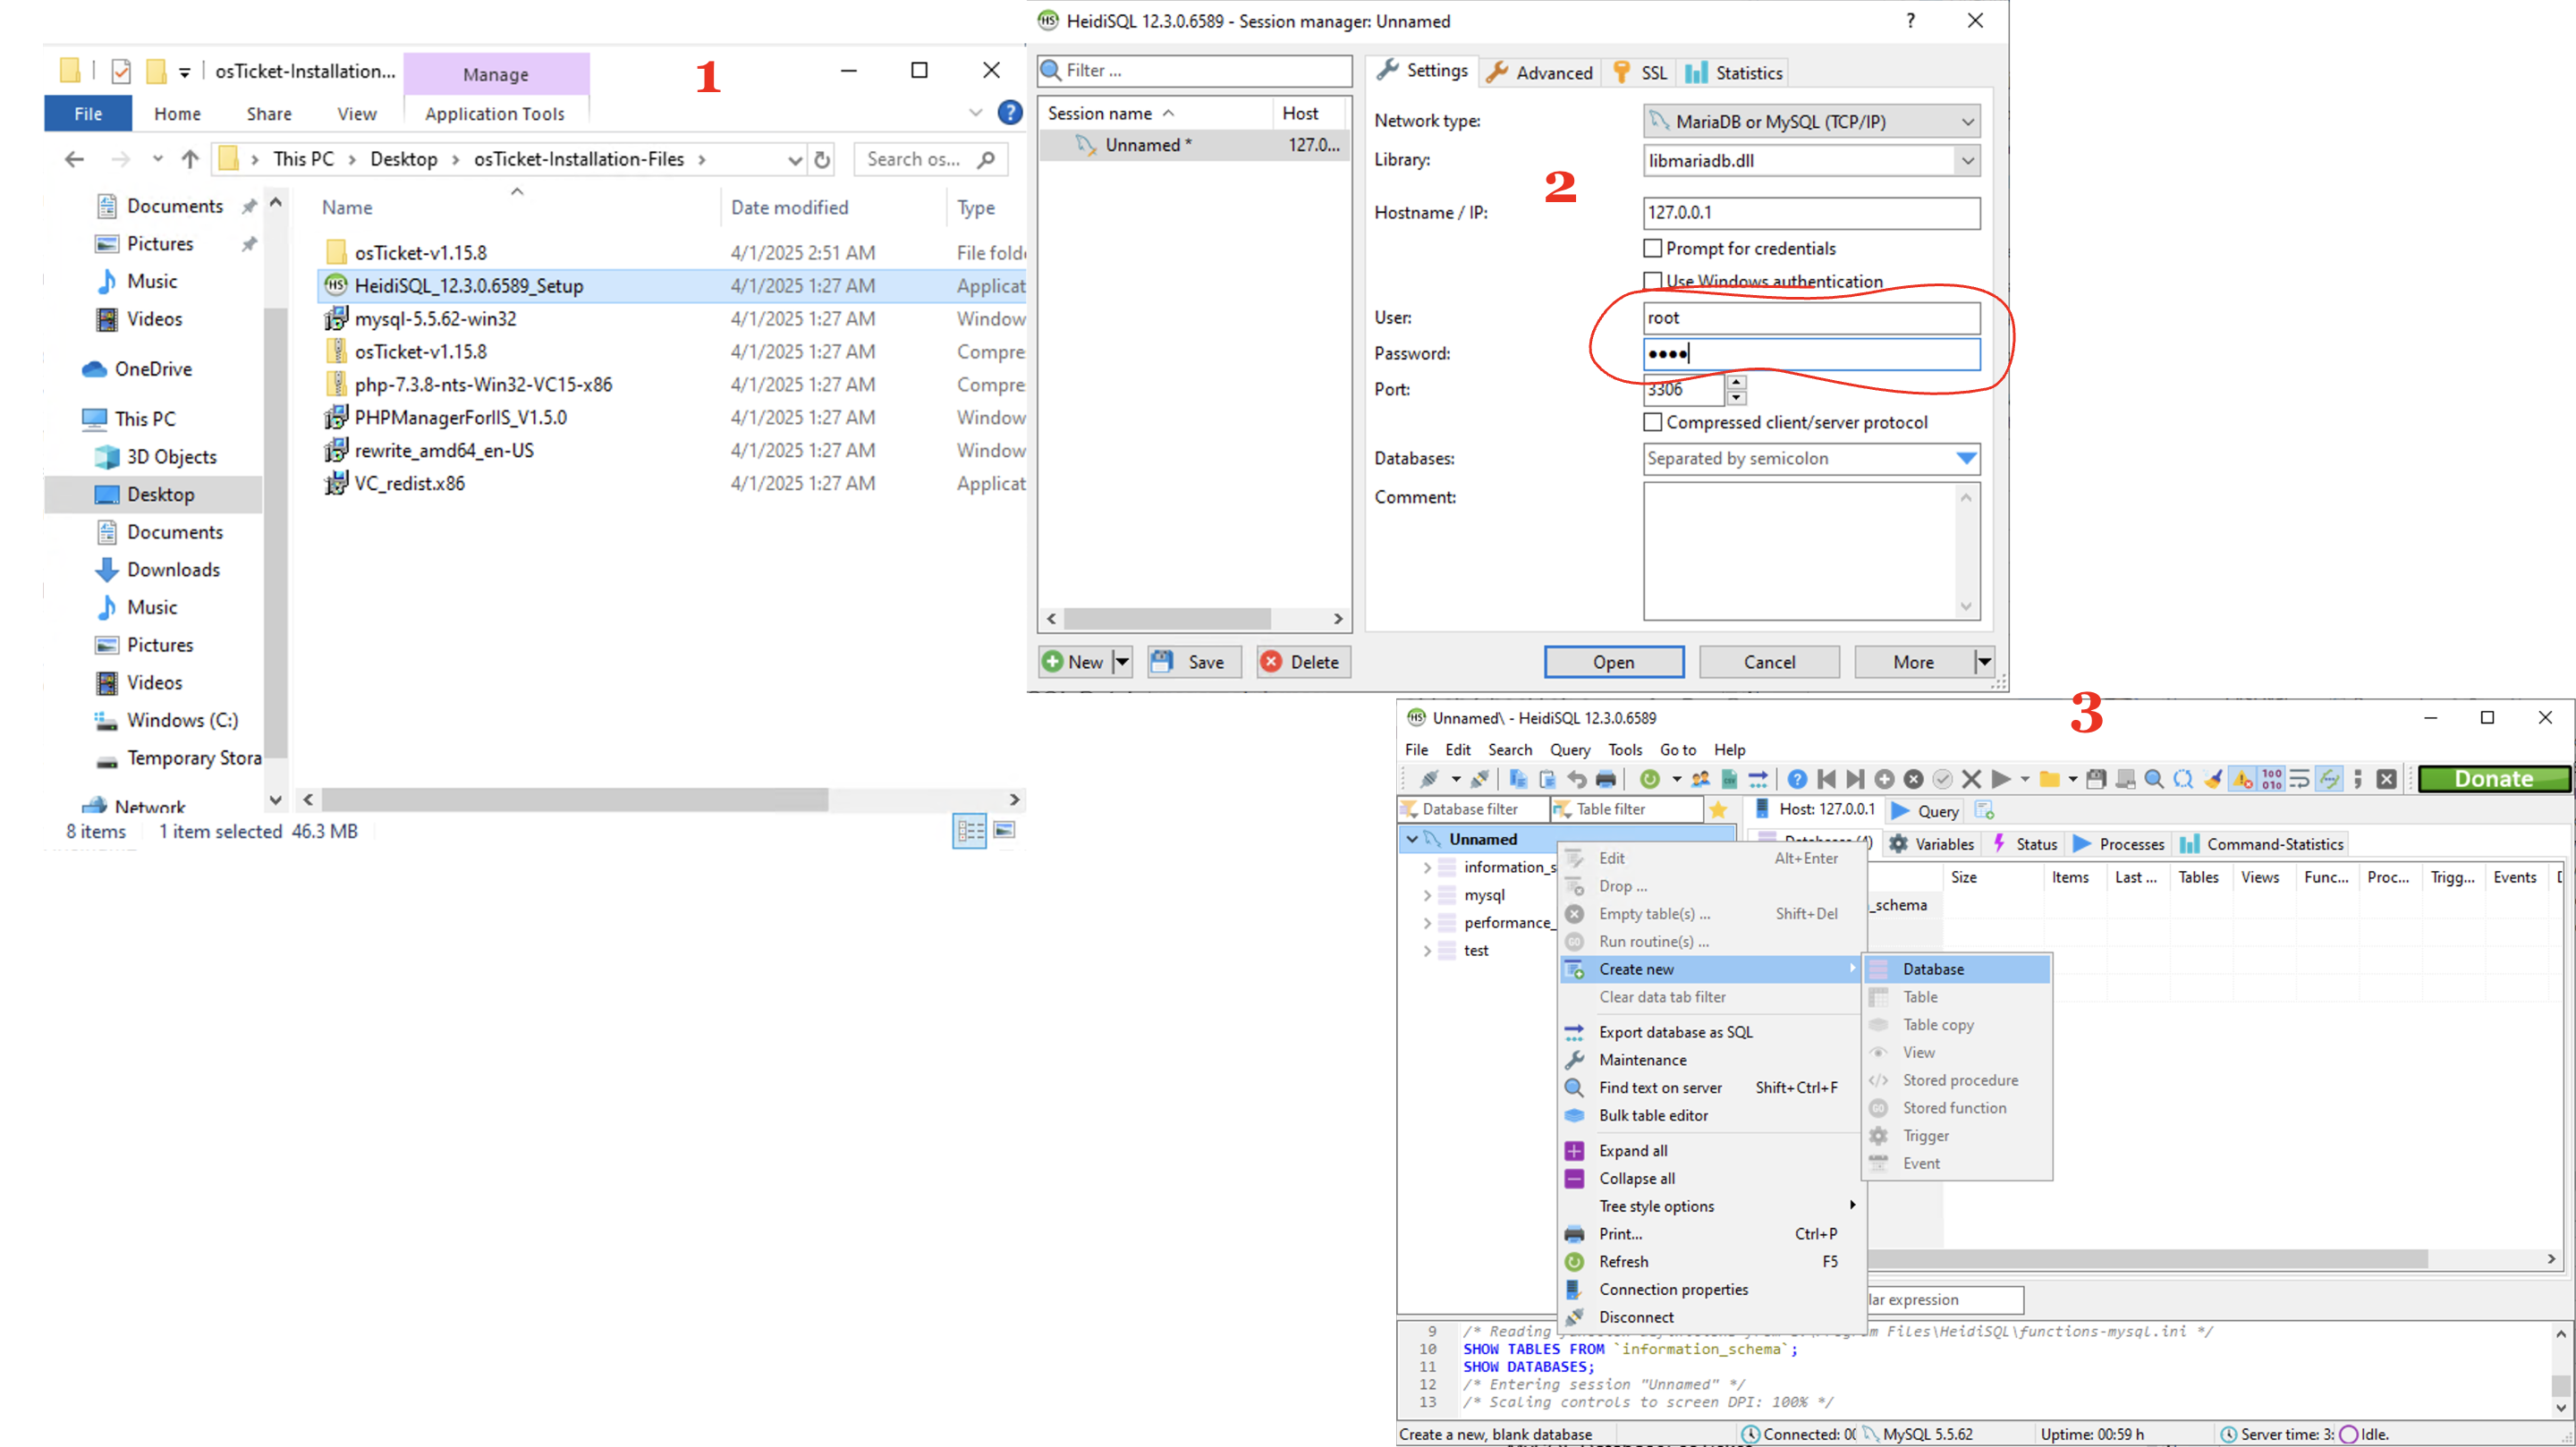 osTicket-Installation...
Manage
1
File
Home
Share
View
Application Tools
This PC
Desktop
osTicket-Installation-Files
Search os...
Documents
Pictures
Music
Videos
OneDrive
This PC
3D Objects
Desktop
Documents
Downloads
Music
Pictures
Videos
Windows (C:)
Temporary Stora
Network
Name Date modified Type
osTicket-v1.15.8 4/1/2025 2:51 AM File fold
HeidiSQL_12.3.0.6589_Setup 4/1/2025 1:27 AM Applicat
mysql-5.5.62-win32 4/1/2025 1:27 AM Window
osTicket-v1.15.8 4/1/2025 1:27 AM Compre
php-7.3.8-nts-Win32-VC15-x86 4/1/2025 1:27 AM Compre
PHPManagerForIIS_V1.5.0 4/1/2025 1:27 AM Window
rewrite_amd64_en-US 4/1/2025 1:27 AM Window
VC_redist.x86 4/1/2025 1:27 AM Applicat
8 items 1 item selected 46.3 MB
HS HeidiSQL 12.3.0.6589 - Session manager: Unnamed
Filter ...
Session name Host
Unnamed * 127.0...
Settings Advanced SSL Statistics
Network type: MariaDB or MySQL (TCP/IP)
Library: libmariadb.dll
2
Hostname / IP: 127.0.0.1
Prompt for credentials
Use Windows authentication
User: root
Password: ●●●●
Port: 3306
Compressed client/server protocol
Databases: Separated by semicolon
Comment:
New Save Delete
Open Cancel More
3
HS Unnamed\ - HeidiSQL 12.3.0.6589
File Edit Search Query Tools Go to Help
Donate
Database filter Table filter
Host: 127.0.0.1 Query
Unnamed
information_s
mysql
performance_
test
Variables Status Processes Command-Statistics
Size Items Last ... Tables Views Func... Proc... Trigg... Events
_schema
Edit Alt+Enter
Drop ...
Empty table(s) ... Shift+Del
Run routine(s) ...
Create new
Clear data tab filter
Export database as SQL
Maintenance
Find text on server Shift+Ctrl+F
Bulk table editor
Expand all
Collapse all
Tree style options
Print... Ctrl+P
Refresh F5
Connection properties
Disconnect
Database
Table
Table copy
View
Stored procedure
Stored function
Trigger
Event
lar expression
9 /* Reading Files\HeidiSQL\functions-mysql.ini */
10 SHOW TABLES FROM `information_schema`;
11 SHOW DATABASES;
12 /* Entering session "Unnamed" */
13 /* Scaling controls to screen DPI: 100% */
Create a new, blank database Connected: 00 MySQL 5.5.62 Uptime: 00:59 h Server time: 3: Idle.